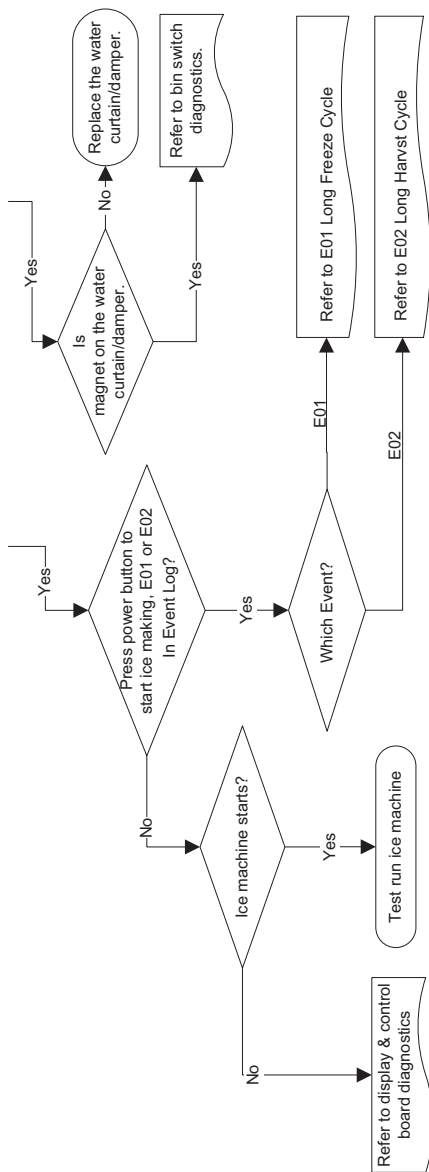 Yes
Is
magnet on the water
curtain/damper.
No
Replace the water
curtain/damper.
Yes
Refer to bin switch
diagnostics.
Yes
Press power button to
start ice making, E01 or E02
In Event Log?
Yes
Which Event?
E01
Refer to E01 Long Freeze Cycle
E02
Refer to E02 Long Harvst Cycle
No
Ice machine starts?
Yes
Test run ice machine
No
Refer to display & control
board diagnostics